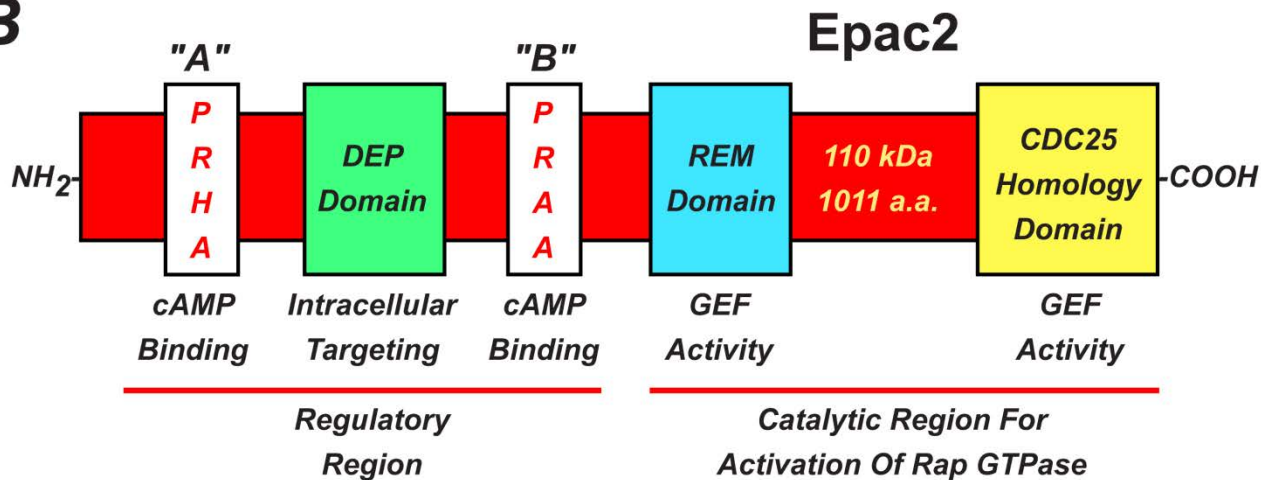 B
Epac2
"A"
"B"
P
R
H
A
DEP
Domain
P
R
A
A
REM
Domain
110 kDa
1011 a.a.
CDC25
Homology
Domain
NH2
COOH
cAMP
Binding
Intracellular
Targeting
cAMP
Binding
GEF
Activity
GEF
Activity
Regulatory
Region
Catalytic Region For
Activation Of Rap GTPase